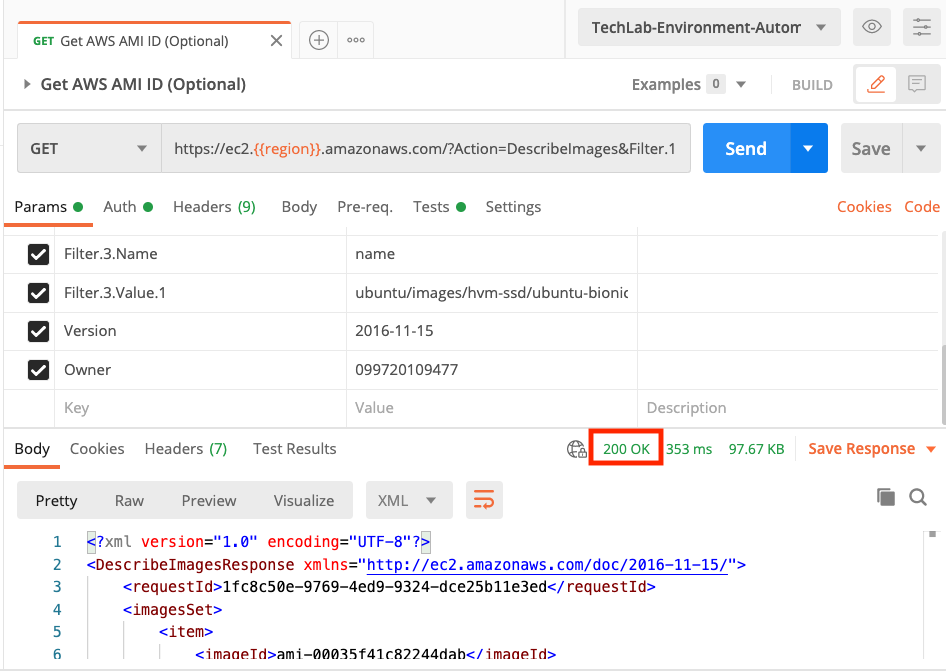 GET Get AWS AMI ID (Optional) TechLab-Environment-Autom
Get AWS AMI ID (Optional) Examples 0 BUILD
GET https://ec2.{{region}}.amazonaws.com/?Action=DescribeImages&Filter.1 Send Save
Params Auth Headers (9) Body Pre-req. Tests Settings Cookies Code
Filter.3.Name name
Filter.3.Value.1 ubuntu/images/hvm-ssd/ubuntu-bionic
Version 2016-11-15
Owner 099720109477
Key Value Description
Body Cookies Headers (7) Test Results 200 OK 353 ms 97.67 KB Save Response
Pretty Raw Preview Visualize XML
1 <?xml version="1.0" encoding="UTF-8"?>
2 <DescribeImagesResponse xmlns="http://ec2.amazonaws.com/doc/2016-11-15/">
3 <requestId>1fc8c50e-9769-4ed9-9324-dce25b11e3ed</requestId>
4 <imagesSet>
5 <item>
6 <imageId>ami-00035f41c82244dab</imageId>